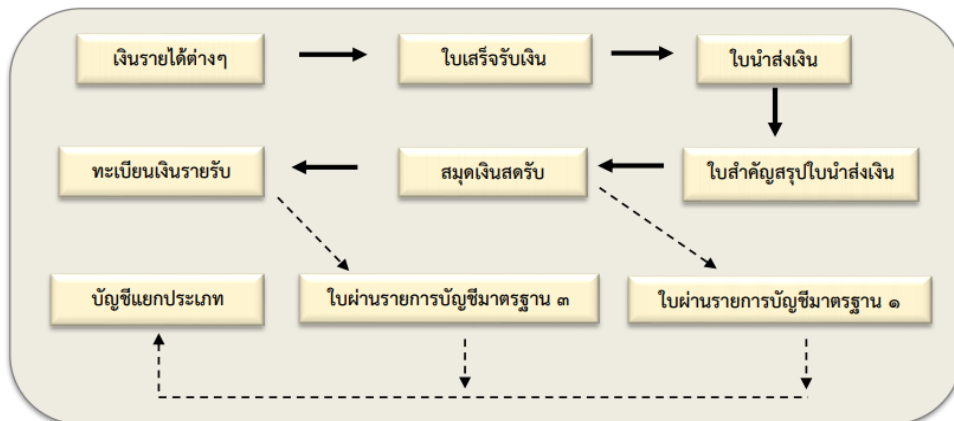 เงินรายได้ต่างๆ
ใบเสร็จรับเงิน
ใบนำส่งเงิน
ทะเบียนเงินรายรับ
สมุดเงินสดรับ
ใบสำคัญสรุปใบนำส่งเงิน
บัญชีแยกประเภท
ใบผ่านรายการบัญชีมาตรฐาน ๓
ใบผ่านรายการบัญชีมาตรฐาน ๑